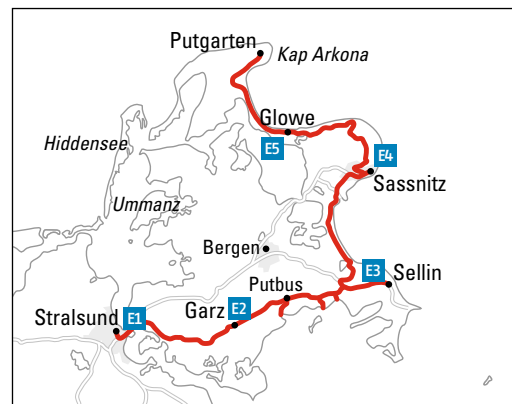 Putgarten
Kap Arkona
Glowe
E5
Hiddensee
E4
Sassnitz
Ummanz
Bergen
E3
Sellin
Putbus
Stralsund
E1
Garz
E2